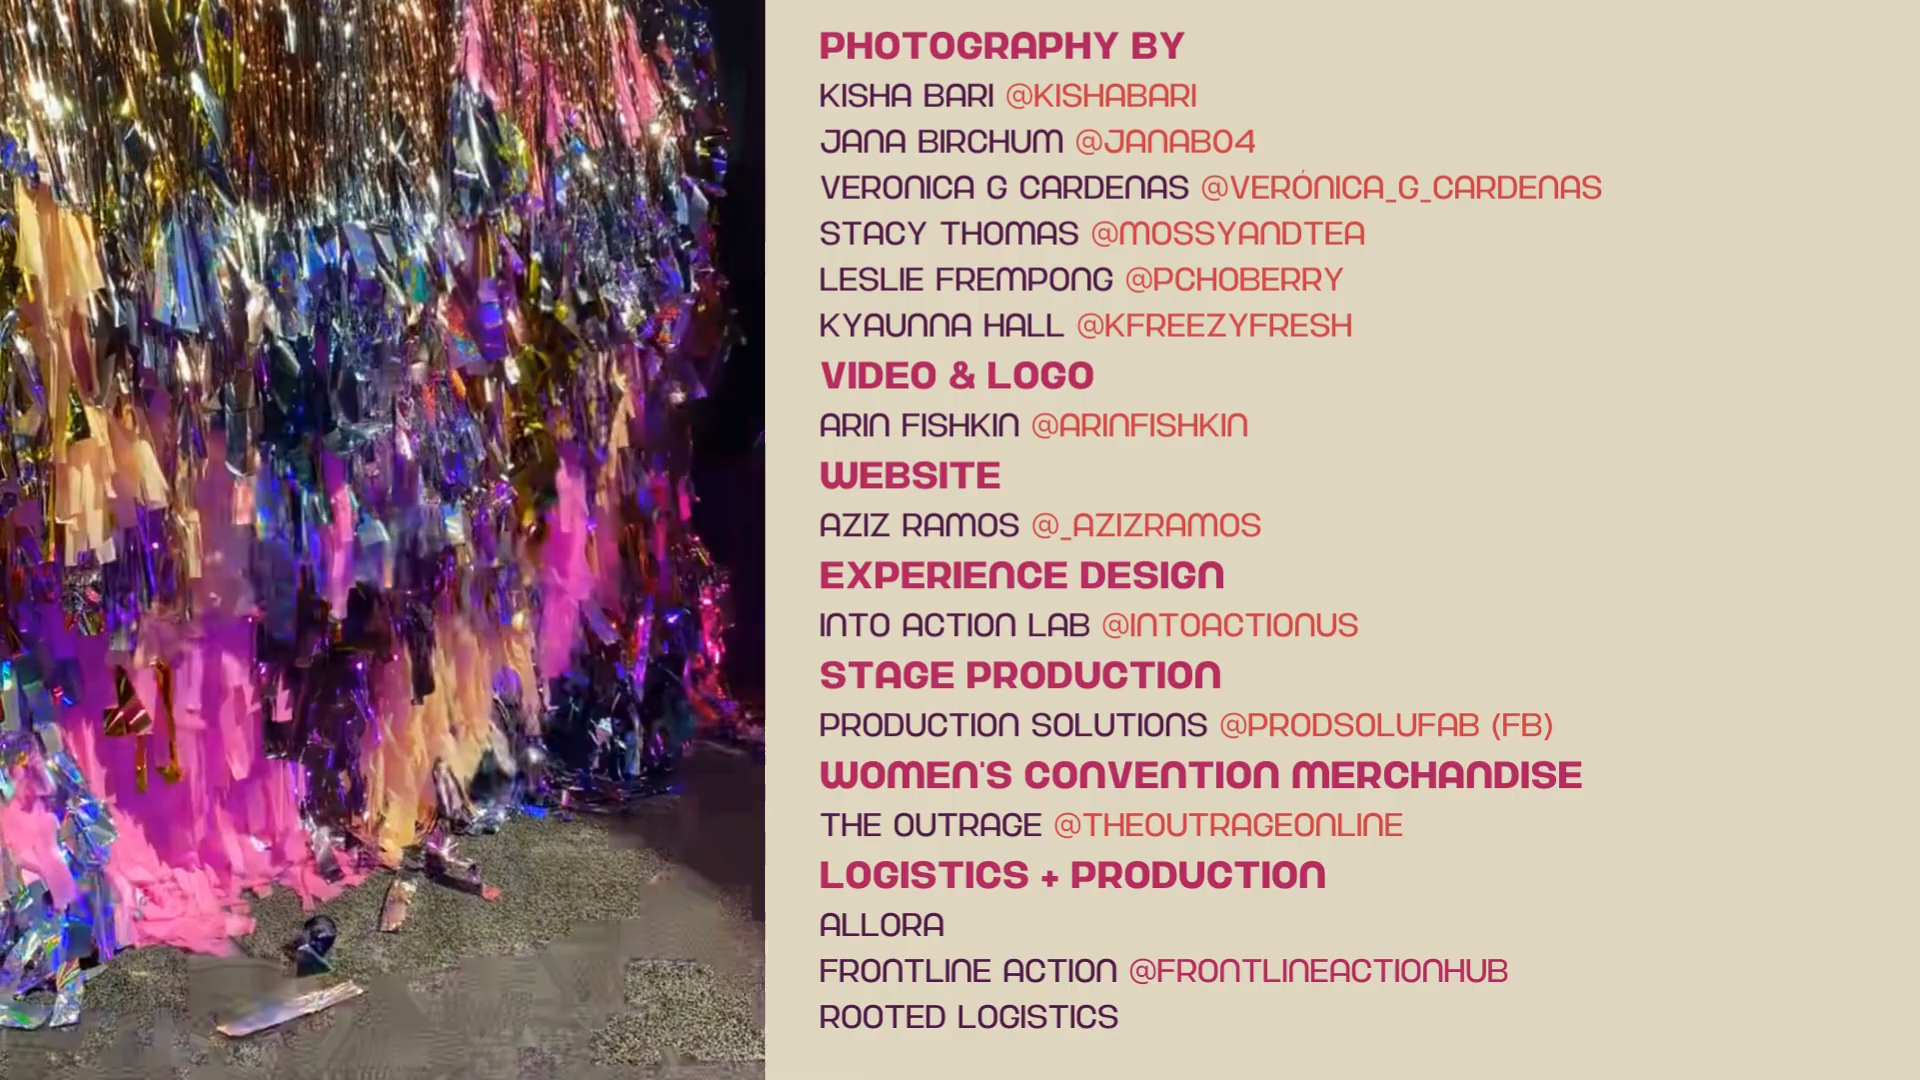 PHOTOGRAPHY BY
KISHA BARI @KISHABARI
JANA BIRCHUM @JANAB04
VERONICA G CARDENAS @VERÓNICA_G_CARDENAS
STACY THOMAS @MOSSYANDTEA
LESLIE FREMPONG @PCHOBERRY
KYAUNNA HALL @KFREEZYFRESH
VIDEO & LOGO
ARIN FISHKIN @ARINFISHKIN
WEBSITE
AZIZ RAMOS @_AZIZRAMOS
EXPERIENCE DESIGN
INTO ACTION LAB @INTOACTIONUS
STAGE PRODUCTION
PRODUCTION SOLUTIONS @PRODSOLUFAB (FB)
WOMEN'S CONVENTION MERCHANDISE
THE OUTRAGE @THEOUTRAGEONLINE
LOGISTICS + PRODUCTION
ALLORA
FRONTLINE ACTION @FRONTLINEACTIONHUB
ROOTED LOGISTICS